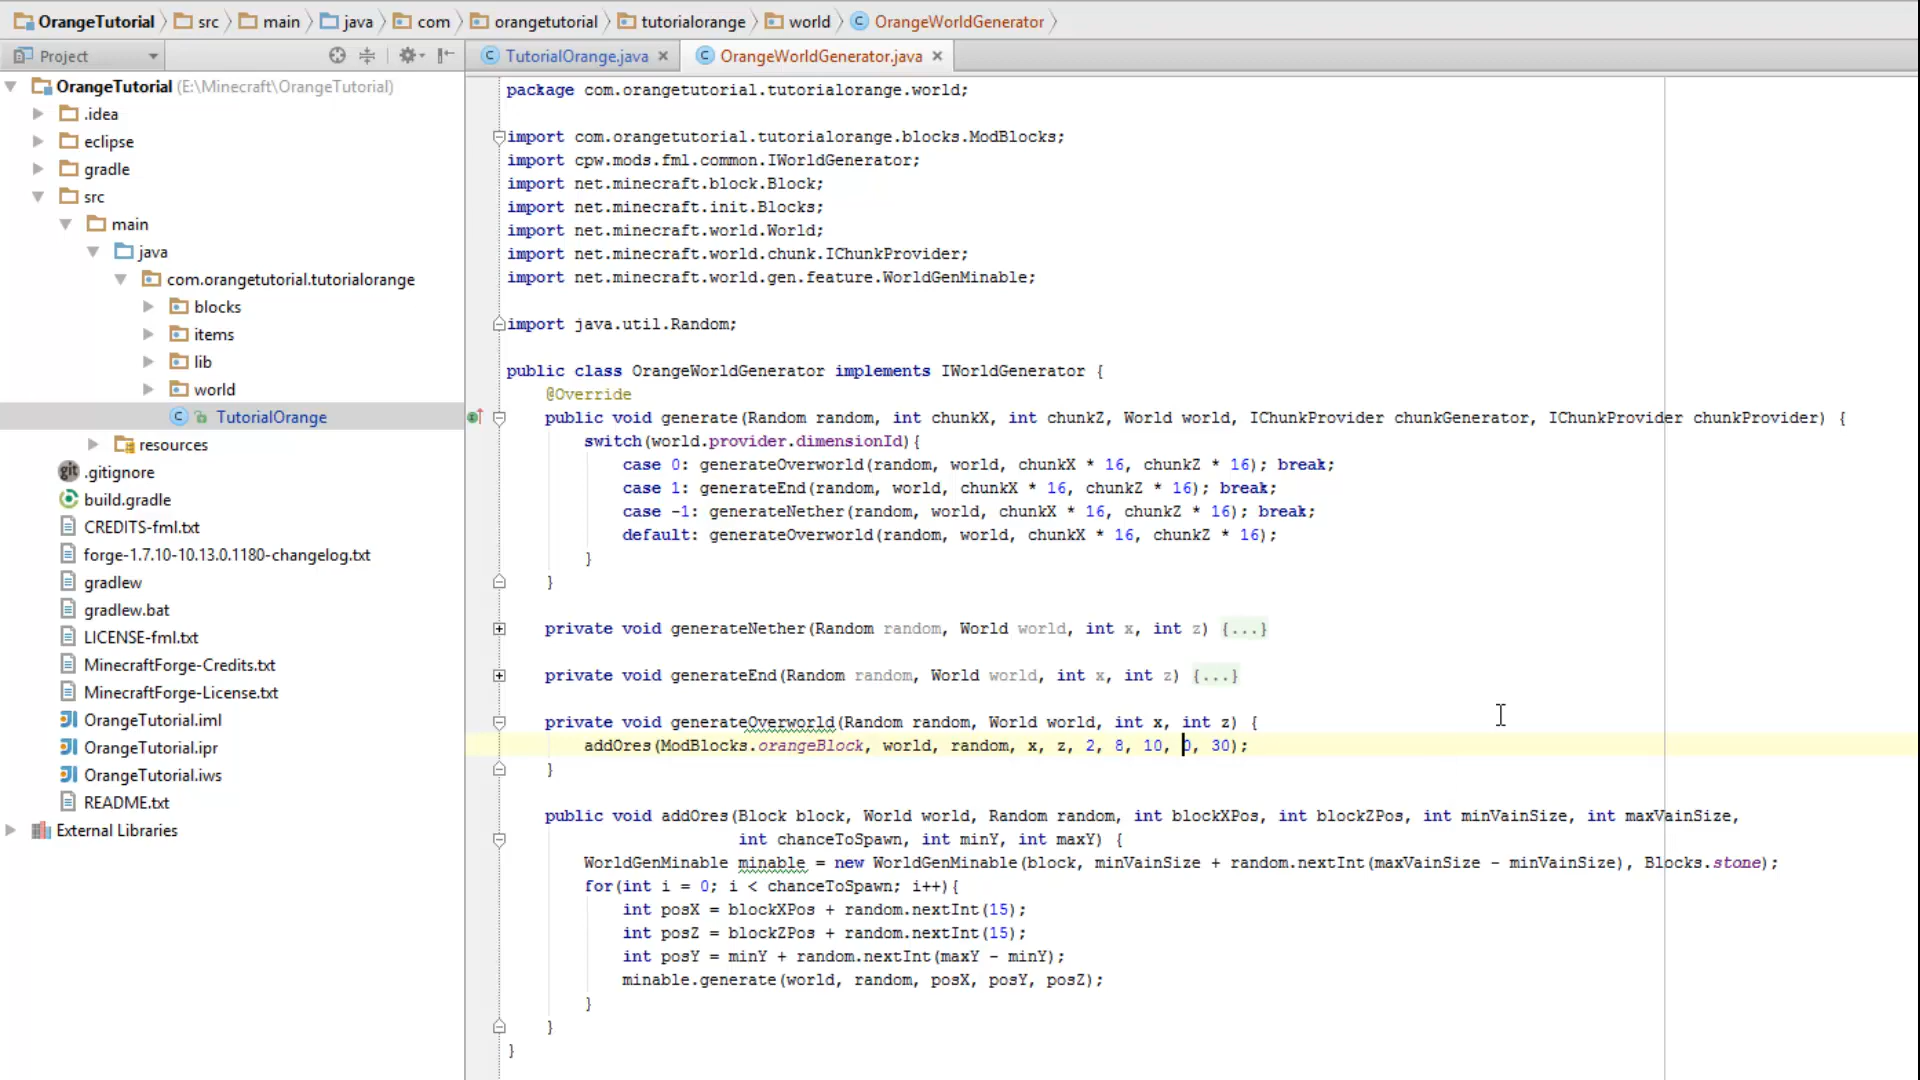 OrangeTutorial src main java com orangetutorial tutorialorange world OrangeWorldGenerator
Project
TutorialOrange.java OrangeWorldGenerator.java
OrangeTutorial (E:\Minecraft\OrangeTutorial)
.idea
eclipse
gradle
src
main
java
com.orangetutorial.tutorialorange
blocks
items
lib
world
TutorialOrange
resources
.gitignore
build.gradle
CREDITS-fml.txt
forge-1.7.10-10.13.0.1180-changelog.txt
gradlew
gradlew.bat
LICENSE-fml.txt
MinecraftForge-Credits.txt
MinecraftForge-License.txt
OrangeTutorial.iml
OrangeTutorial.ipr
OrangeTutorial.iws
README.txt
External Libraries
package com.orangetutorial.tutorialorange.world;
import com.orangetutorial.tutorialorange.blocks.ModBlocks;
import cpw.mods.fml.common.IWorldGenerator;
import net.minecraft.block.Block;
import net.minecraft.init.Blocks;
import net.minecraft.world.World;
import net.minecraft.world.chunk.IChunkProvider;
import net.minecraft.world.gen.feature.WorldGenMinable;
import java.util.Random;
public class OrangeWorldGenerator implements IWorldGenerator {
@Override
public void generate(Random random, int chunkX, int chunkZ, World world, IChunkProvider chunkGenerator, IChunkProvider chunkProvider) {
switch(world.provider.dimensionId){
case 0: generateOverworld(random, world, chunkX * 16, chunkZ * 16); break;
case 1: generateEnd(random, world, chunkX * 16, chunkZ * 16); break;
case -1: generateNether(random, world, chunkX * 16, chunkZ * 16); break;
default: generateOverworld(random, world, chunkX * 16, chunkZ * 16);
}
}
private void generateNether(Random random, World world, int x, int z) {...}
private void generateEnd(Random random, World world, int x, int z) {...}
private void generateOverworld(Random random, World world, int x, int z) {
addOres(ModBlocks.orangeBlock, world, random, x, z, 2, 8, 10, 0, 30);
}
public void addOres(Block block, World world, Random random, int blockXPos, int blockZPos, int minVainSize, int maxVainSize,
int chanceToSpawn, int minY, int maxY) {
WorldGenMinable minable = new WorldGenMinable(block, minVainSize + random.nextInt(maxVainSize - minVainSize), Blocks.stone);
for(int i = 0; i < chanceToSpawn; i++){
int posX = blockXPos + random.nextInt(15);
int posZ = blockZPos + random.nextInt(15);
int posY = minY + random.nextInt(maxY - minY);
minable.generate(world, random, posX, posY, posZ);
}
}
}